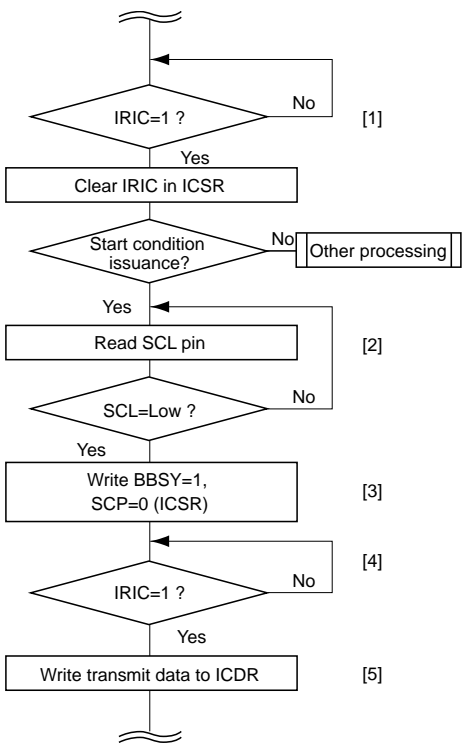 No
IRIC=1 ?
[1]
Yes
Clear IRIC in ICSR
Start condition
issuance?
No
Other processing
Yes
Read SCL pin
[2]
SCL=Low ?
No
Yes
Write BBSY=1,
SCP=0 (ICSR)
[3]
[4]
IRIC=1 ?
No
Yes
Write transmit data to ICDR
[5]